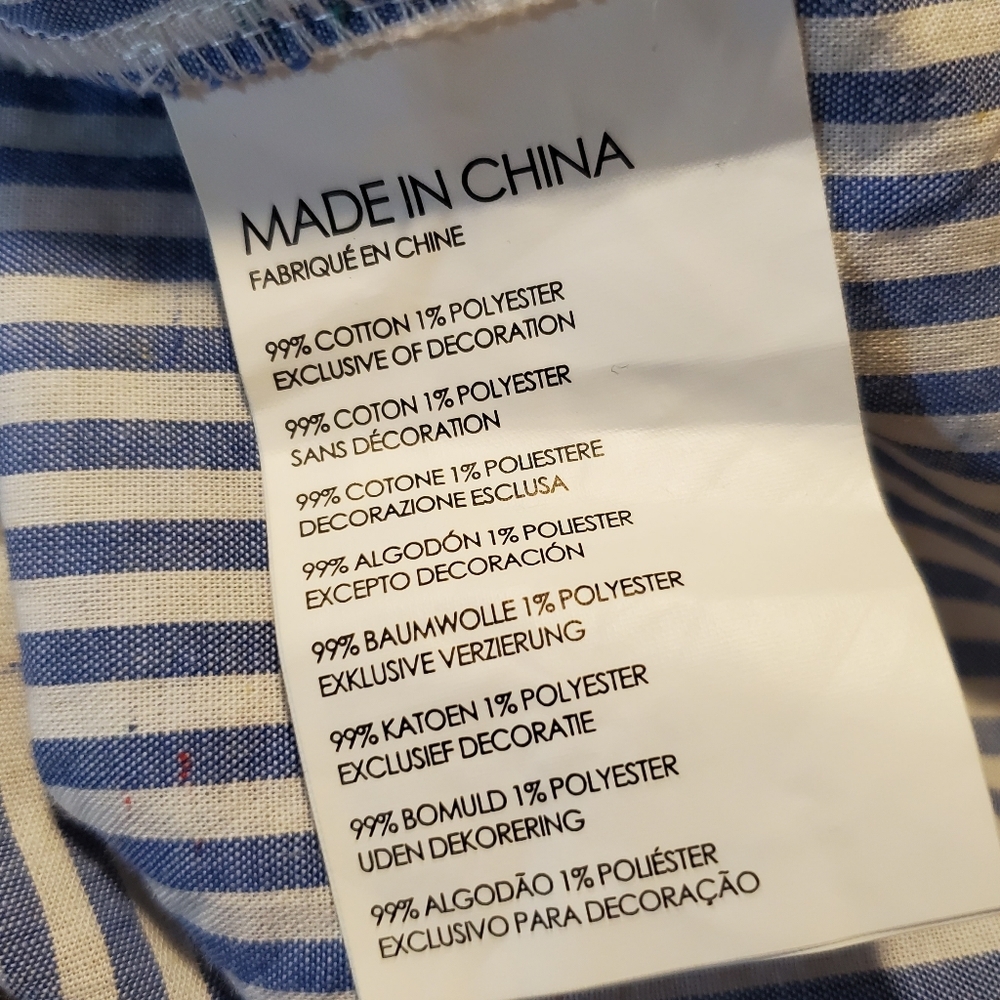 MADE IN CHINA
FABRIQUÉ EN CHINE
99% COTTON 1% POLYESTER
EXCLUSIVE OF DECORATION
99% COTON 1% POLYESTER
SANS DÉCORATION
99% COTONE 1% POLIESTERE
DECORAZIONE ESCLUSA
99% ALGODÓN 1% POLIESTER
EXCEPTO DECORACIÓN
99% BAUMWOLLE 1% POLYESTER
EXKLUSIVE VERZIERUNG
99% KATOEN 1% POLYESTER
EXCLUSIEF DECORATIE
99% BOMULD 1% POLYESTER
UDEN DEKORERING
99% ALGODÃO 1% POLIÉSTER
EXCLUSIVO PARA DECORAÇÃO